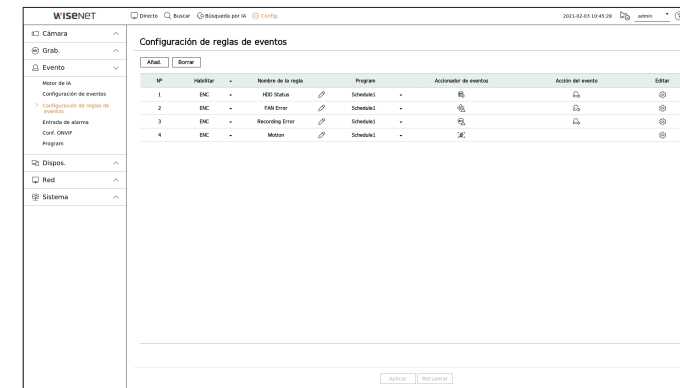 WISENET
Directo Buscar Búsqueda por IA Config. 2021-02-03 10:45:28 admin
Cámara
Grab.
Evento
Motor de IA
Configuración de eventos
Configuración de reglas de
eventos
Entrada de alarma
Conf. ONVIF
Program
Dispos.
Red
Sistema
Configuración de reglas de eventos
Añad. Borrar
Nº Habilitar Nombre de la regla Program Accionador de eventos Acción del evento Editar
1 ENC HDD Status Schedule1
2 ENC FAN Error Schedule1
3 ENC Recording Error Schedule1
4 ENC Motion Schedule1
Aplicar Recuperar